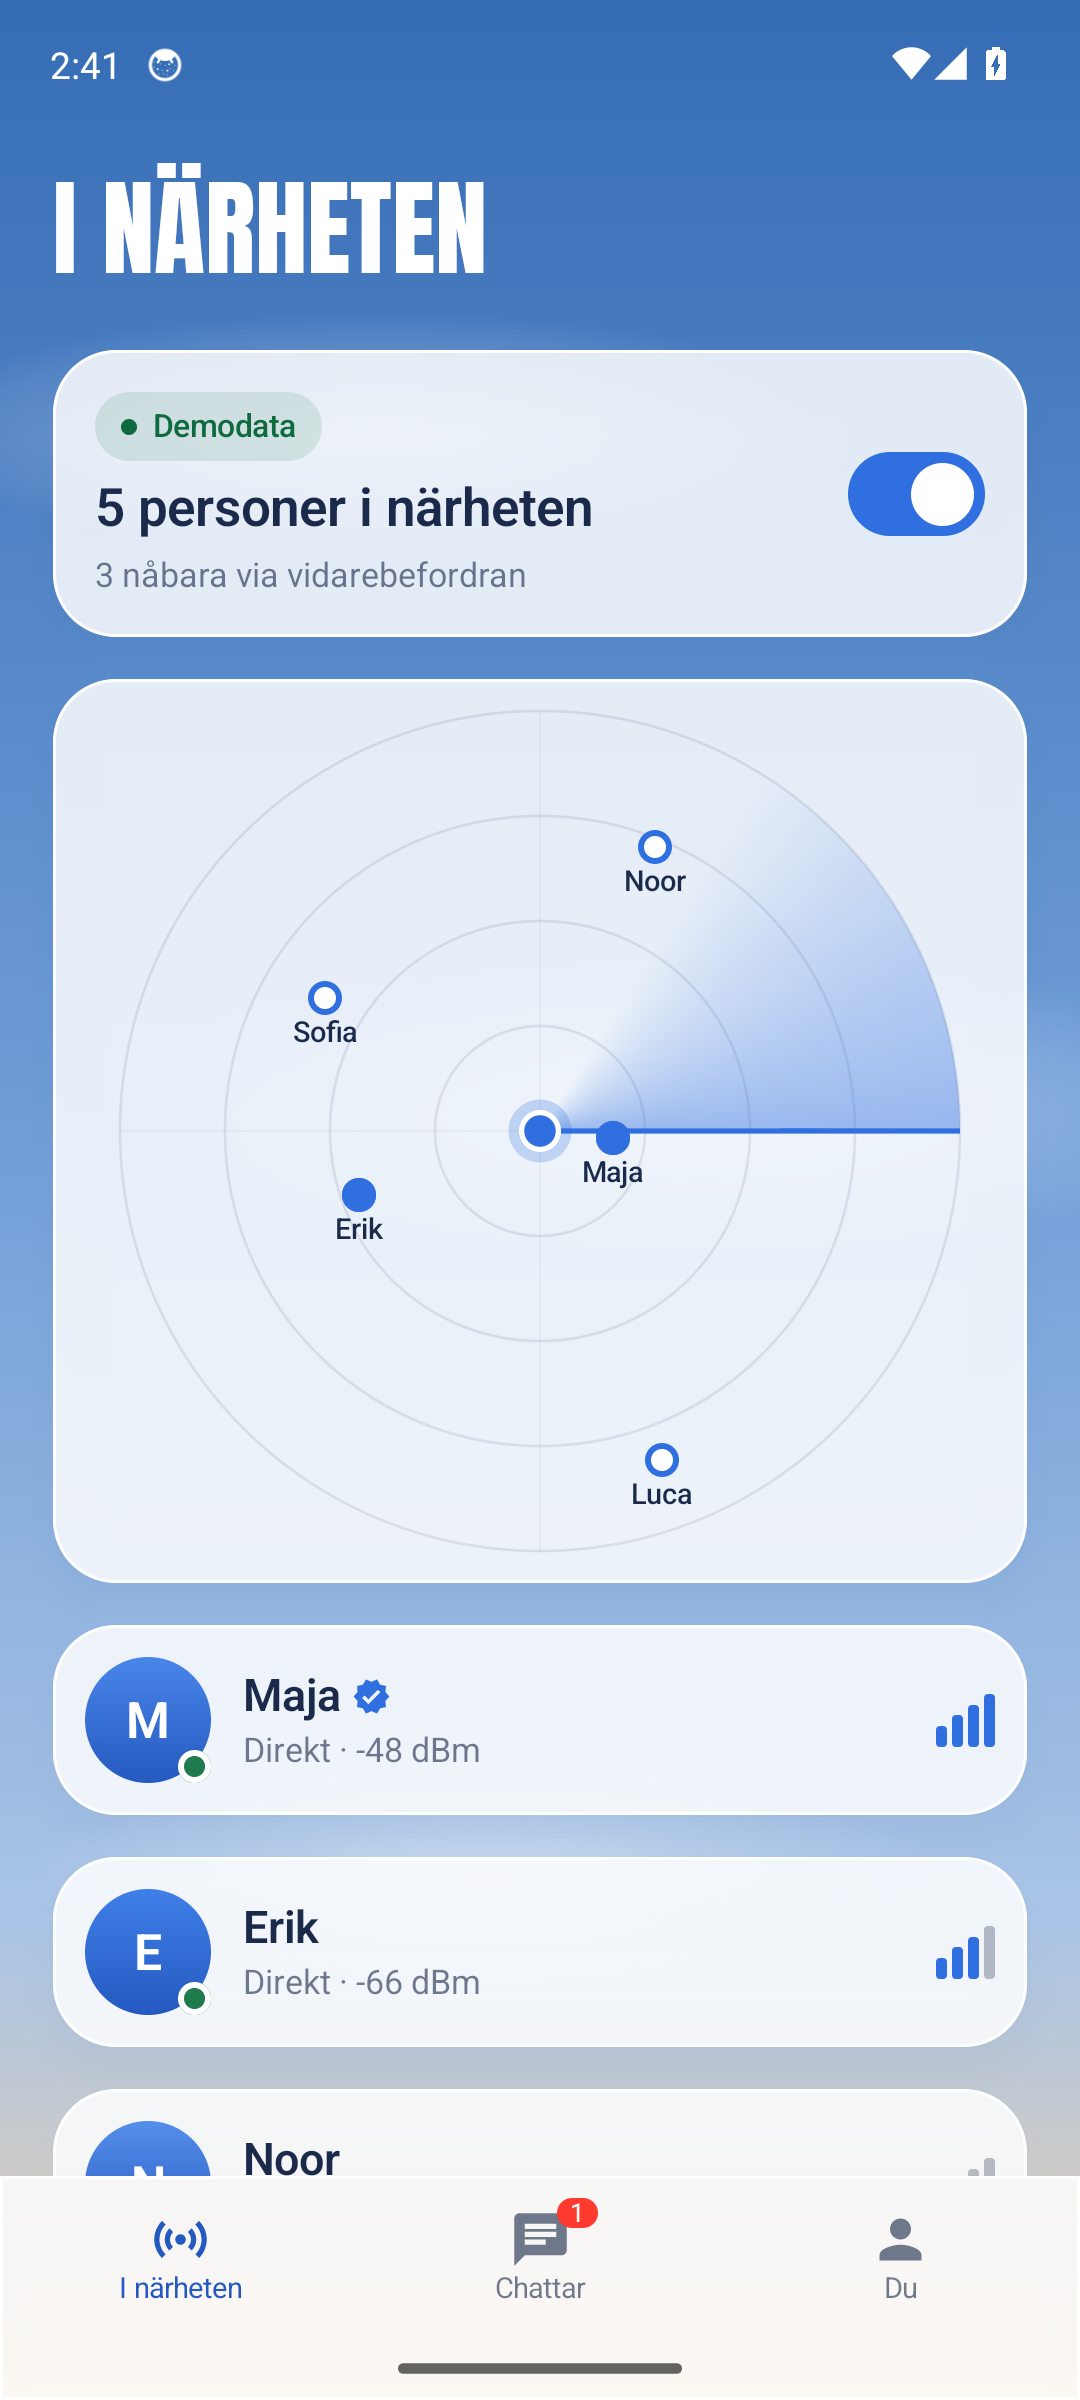 2:41
I NÄRHETEN
Demodata
5 personer i närheten
3 nåbara via vidarebefordran
Noor
Sofia
Maja
Erik
Luca
M
Maja
Direkt · -48 dBm
E
Erik
Direkt · -66 dBm
N
Noor
1
I närheten
Chattar
Du